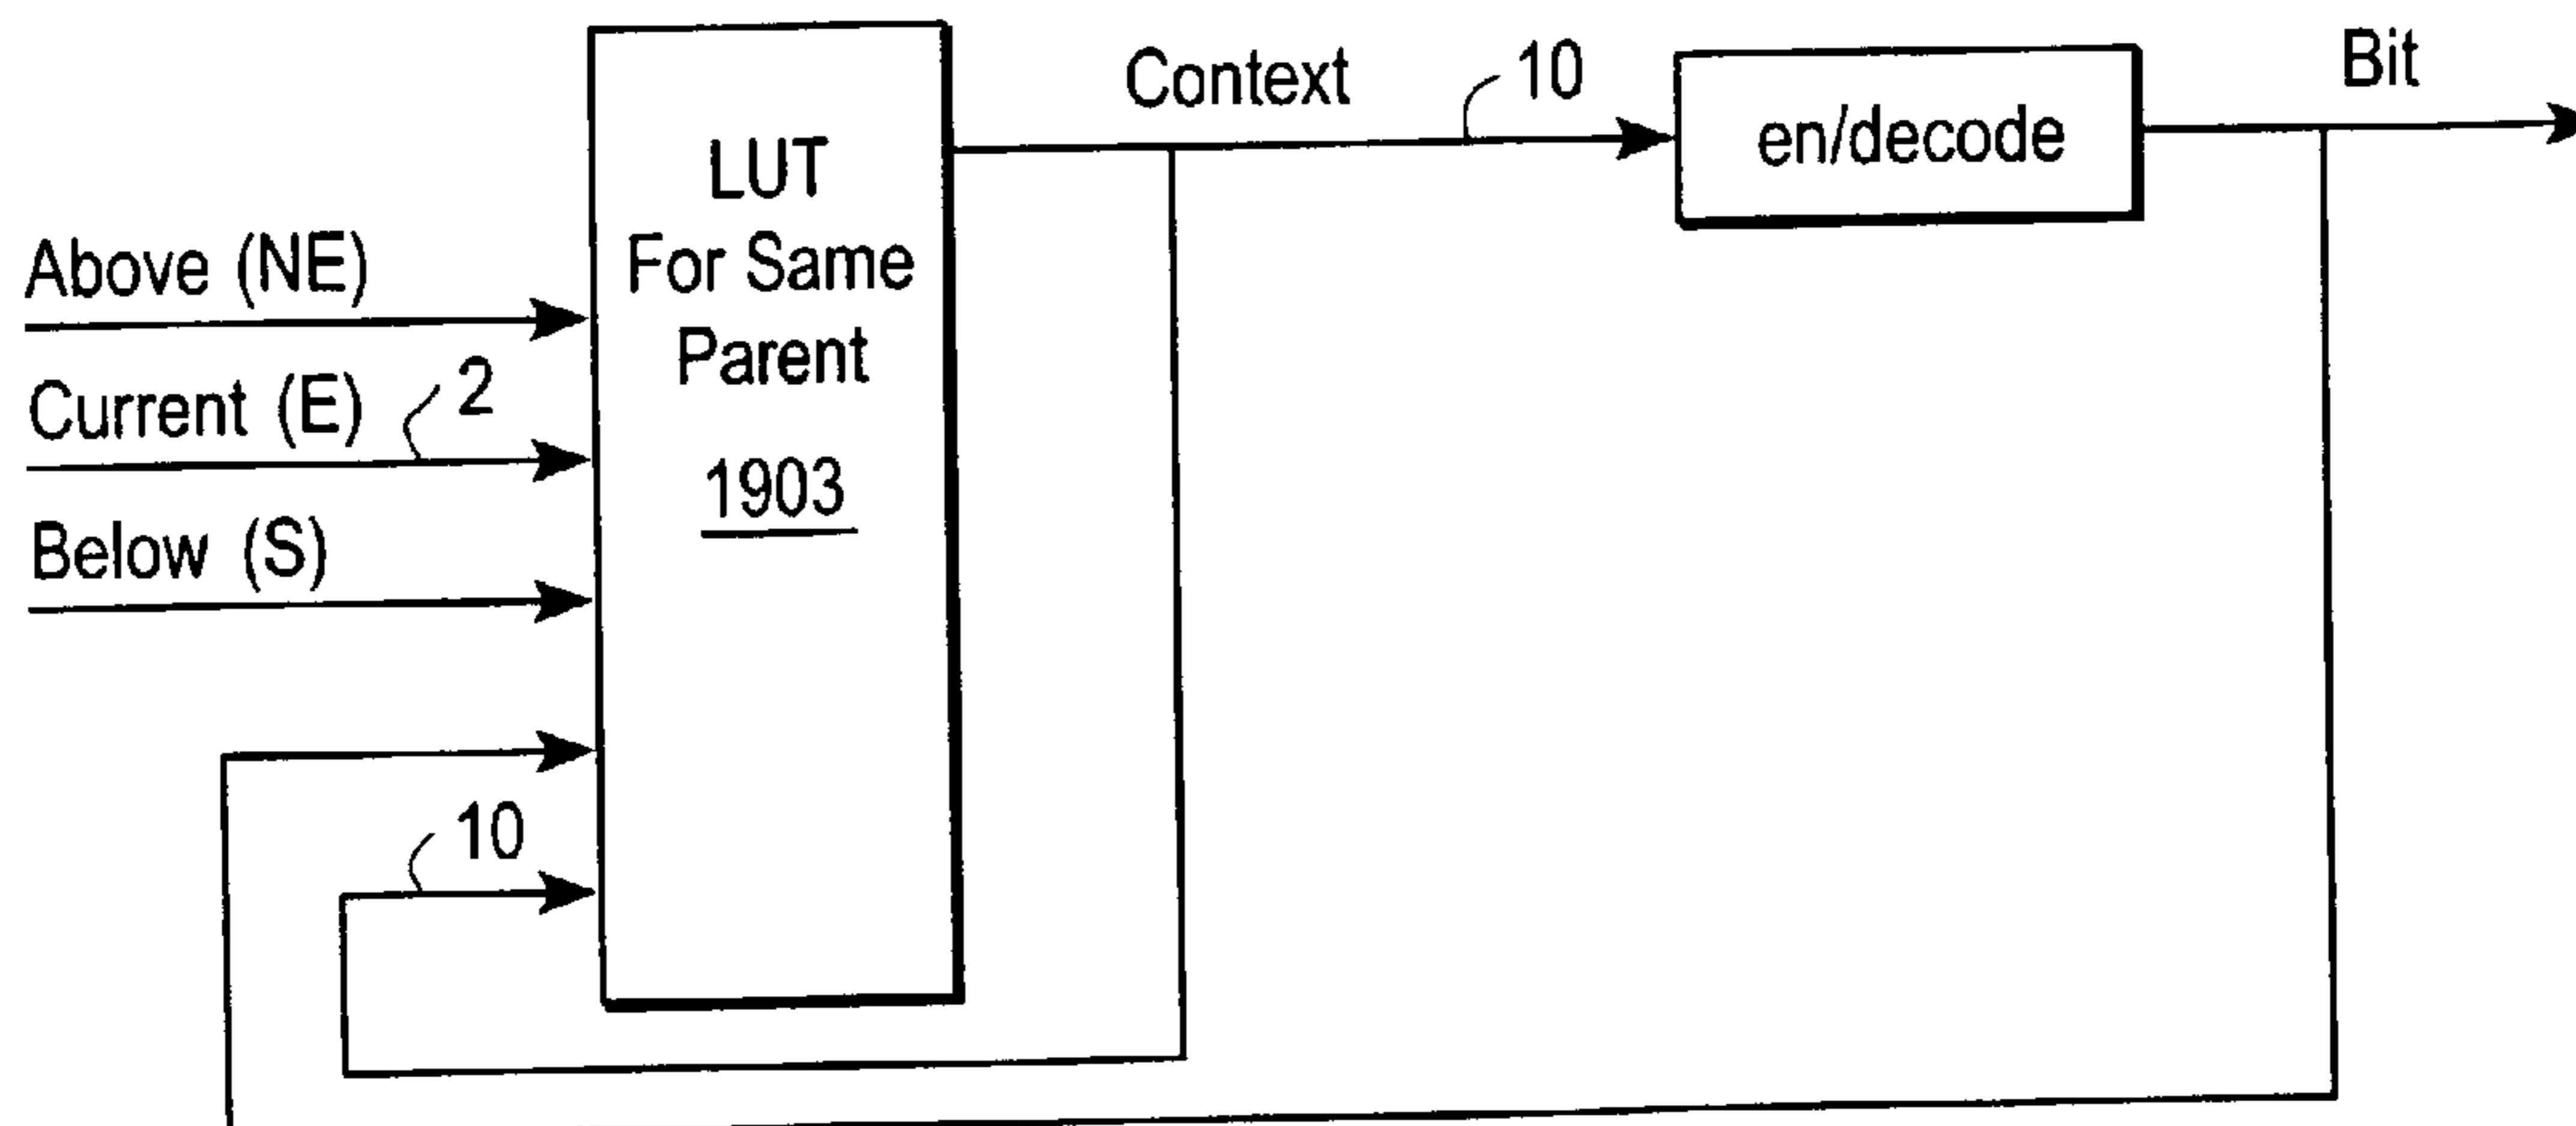 Above (NE)
Current (E)
2
Below (S)
10
LUT
For Same
Parent
1903
Context
10
en/decode
Bit